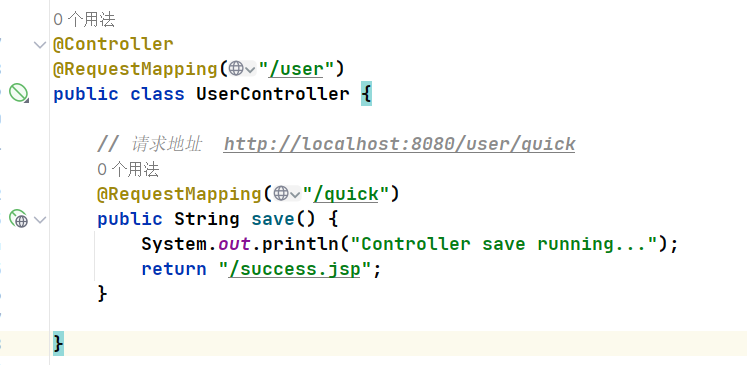 0 个用法
@Controller
@RequestMapping("/user")
public class UserController {
// 请求地址 http://localhost:8080/user/quick
0 个用法
@RequestMapping("/quick")
public String save() {
System.out.println("Controller save running...");
return "/success.jsp";
}
}